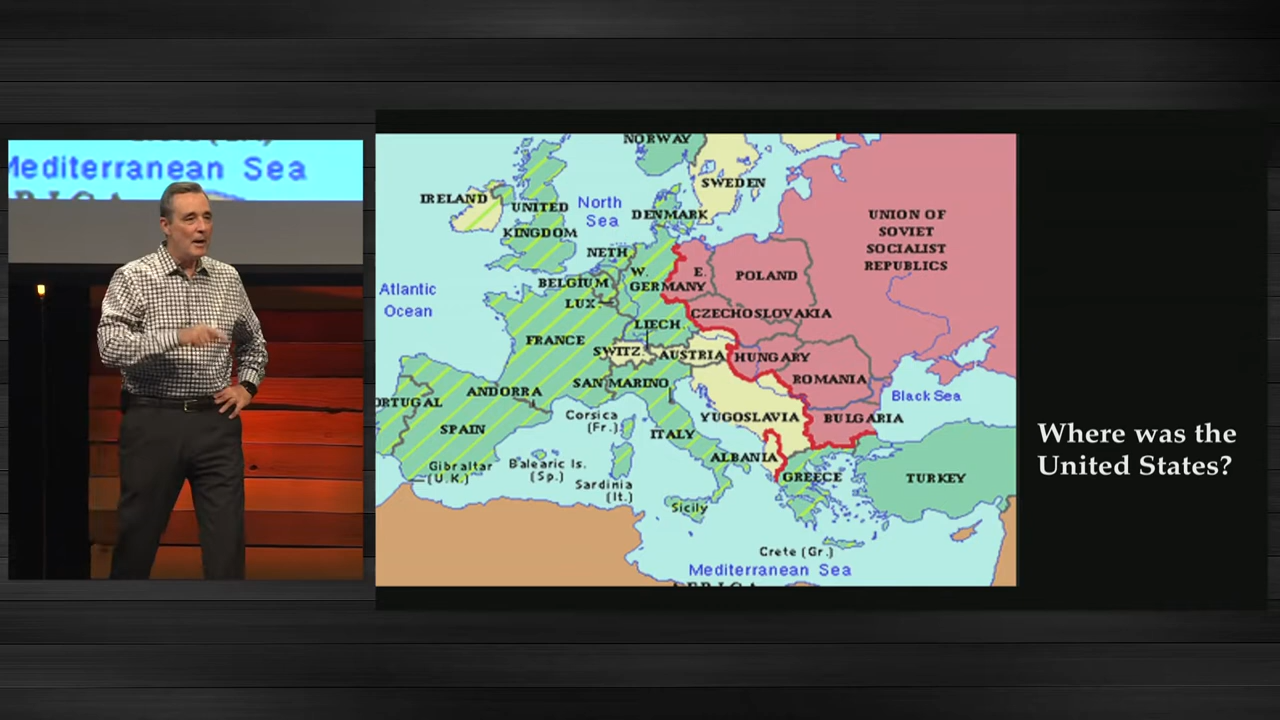 Mediterranean Sea
NORWAY
SWEDEN
IRELAND
UNITED
KINGDOM
North
Sea
DENMARK
UNION OF
SOVIET
SOCIALIST
REPUBLICS
NETH.
W.
GERMANY
E.
POLAND
BELGIUM
LUX.
Atlantic
Ocean
CZECHOSLOVAKIA
LIECH.
FRANCE
SWITZ.
AUSTRIA
HUNGARY
ROMANIA
SAN MARINO
ANDORRA
Black Sea
ORTUGAL
SPAIN
Corsica
(Fr.)
YUGOSLAVIA
BULGARIA
ITALY
ALBANIA
Gibraltar
(U.K.)
Balearic Is.
(Sp.)
Sardinia
(It.)
GREECE
TURKEY
Sicily
Crete (Gr.)
Mediterranean Sea
Where was the
United States?